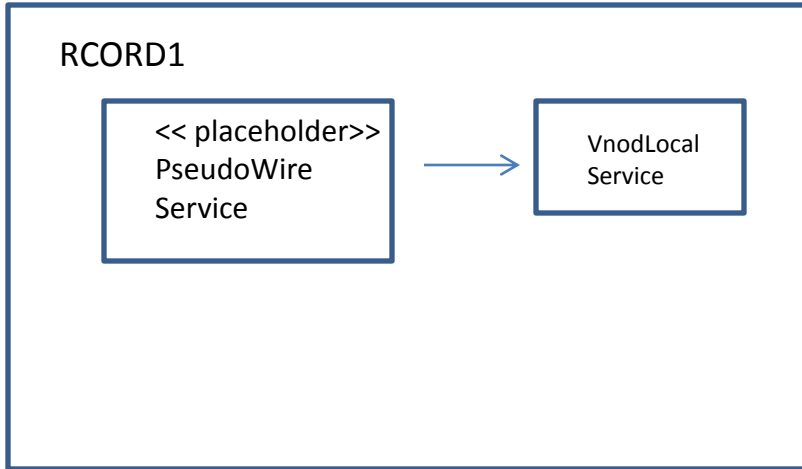 RCORD1
<< placeholder>>
PseudoWire
Service
VnodLocal
Service